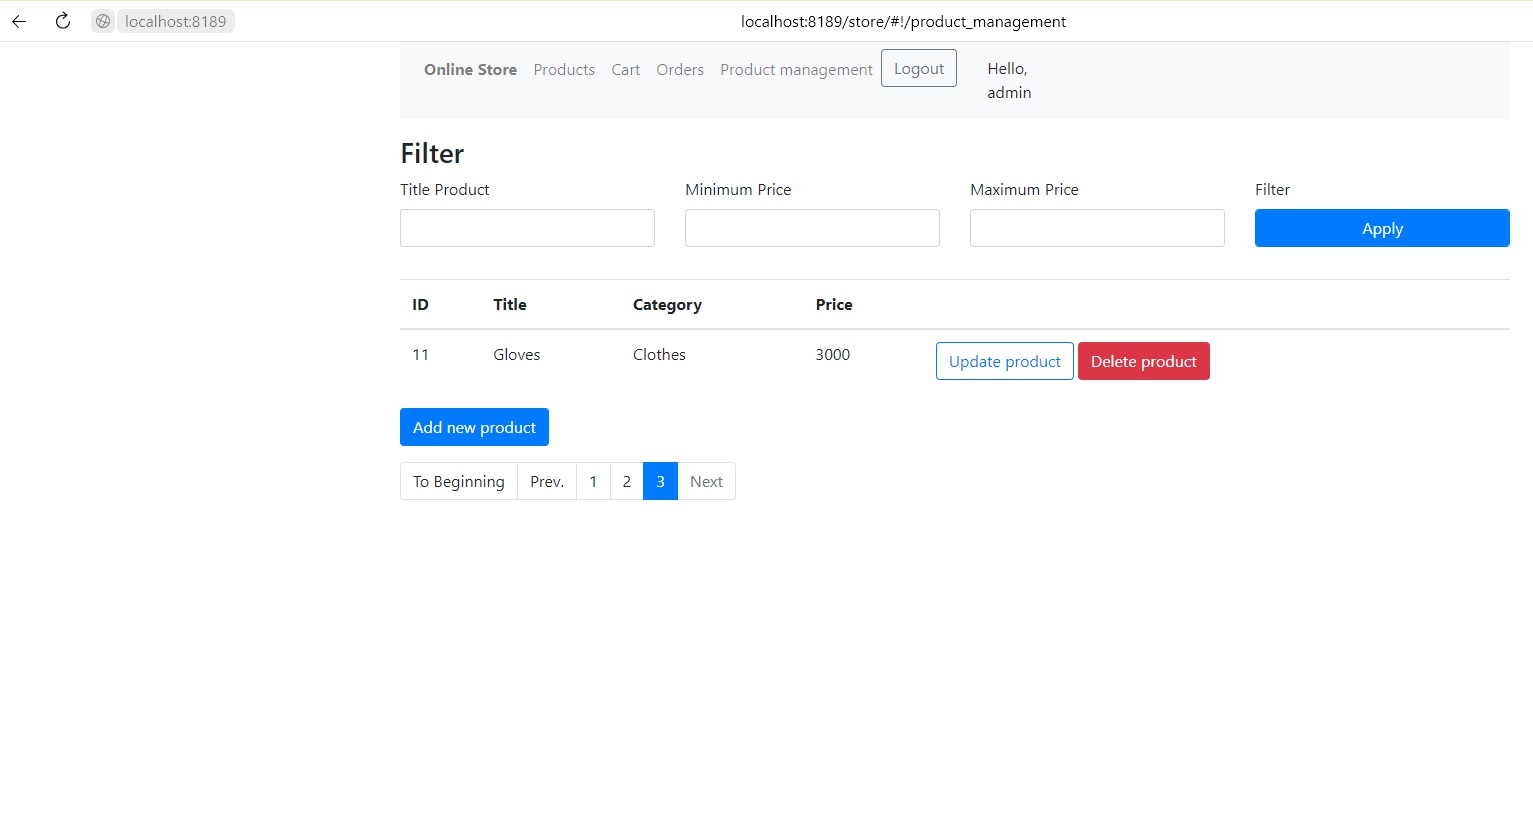 localhost:8189 localhost:8189/store/#!/product_management
Online Store Products Cart Orders Product management Logout Hello,
admin
Filter
Title Product Minimum Price Maximum Price Filter
Apply
ID Title Category Price
11 Gloves Clothes 3000 Update product Delete product
Add new product
To Beginning Prev. 1 2 3 Next